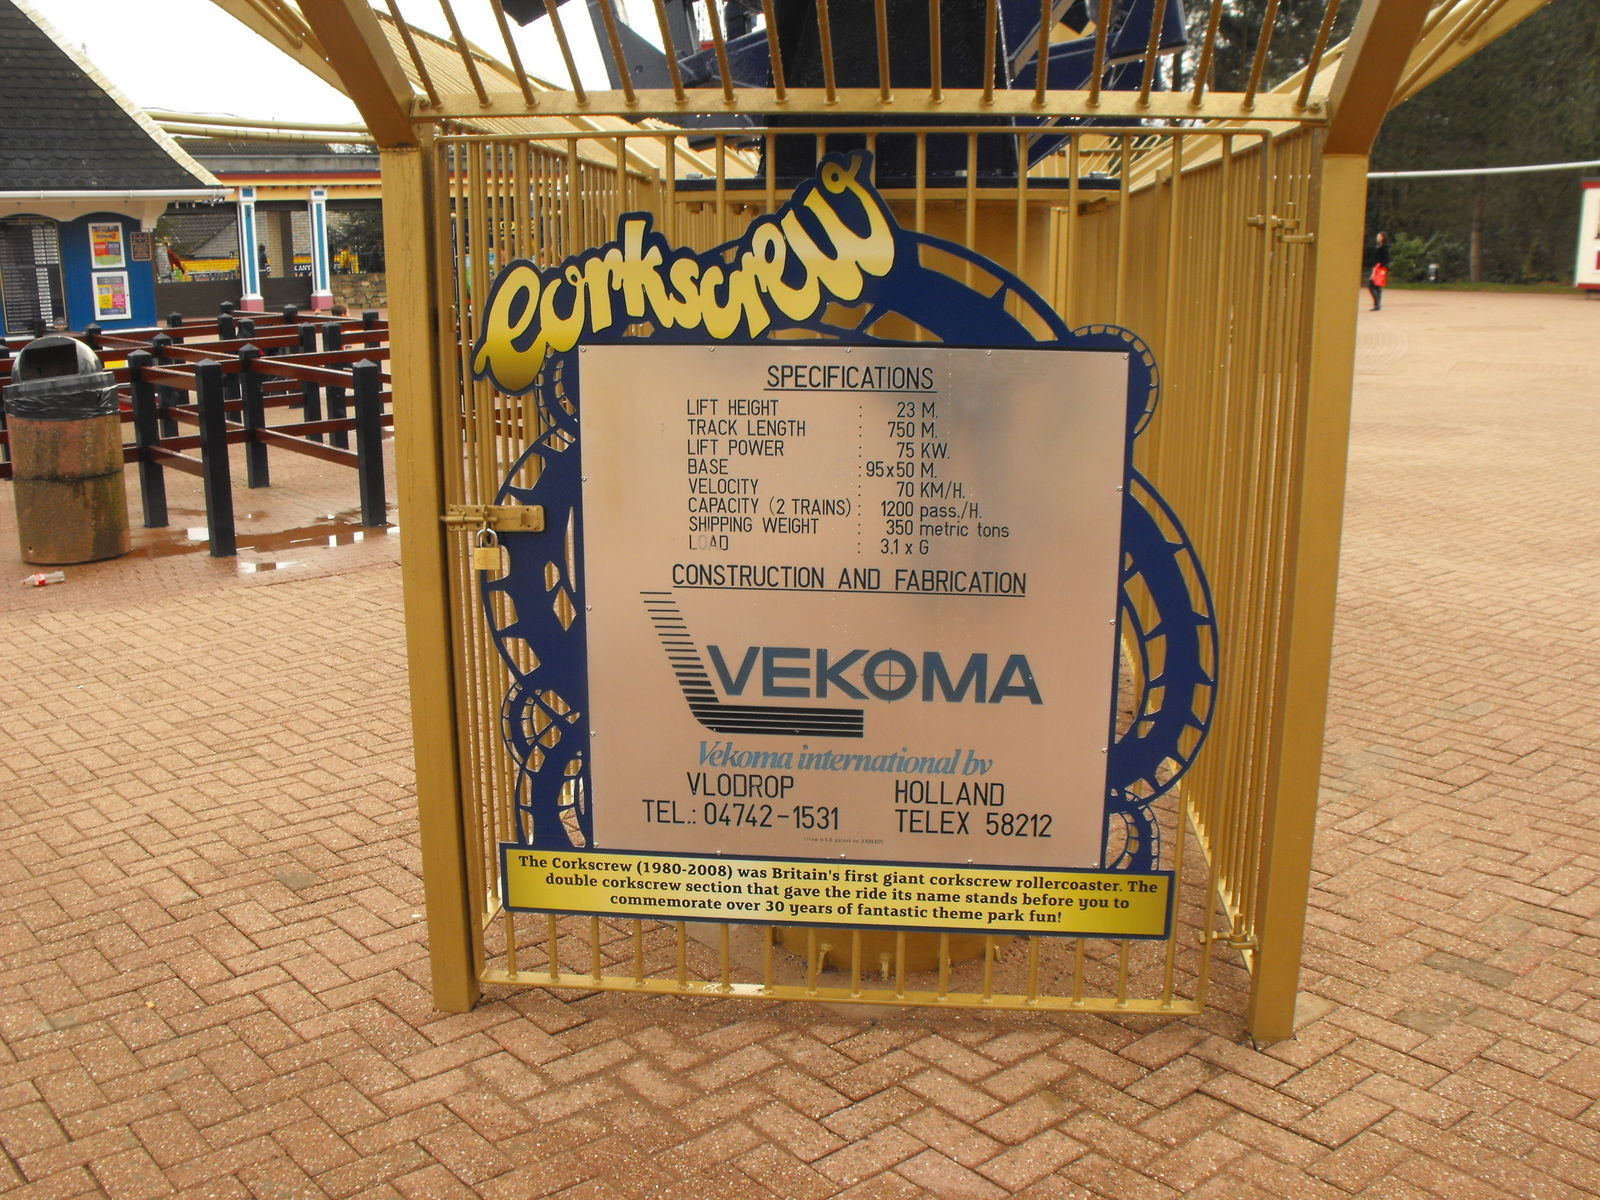 Corkscrew
SPECIFICATIONS
LIFT HEIGHT : 23 M.
TRACK LENGTH : 750 M.
LIFT POWER : 75 KW.
BASE : 95x50 M.
VELOCITY : 70 KM/H.
CAPACITY (2 TRAINS) : 1200 pass./H.
SHIPPING WEIGHT : 350 metric tons
LOAD : 3.1 x G
CONSTRUCTION AND FABRICATION
VEKOMA
Vekoma international bv
VLODROP HOLLAND
TEL.: 04742-1531 TELEX 58212
The Corkscrew (1980-2008) was Britain's first giant corkscrew rollercoaster. The
double corkscrew section that gave the ride its name stands before you to
commemorate over 30 years of fantastic theme park fun!